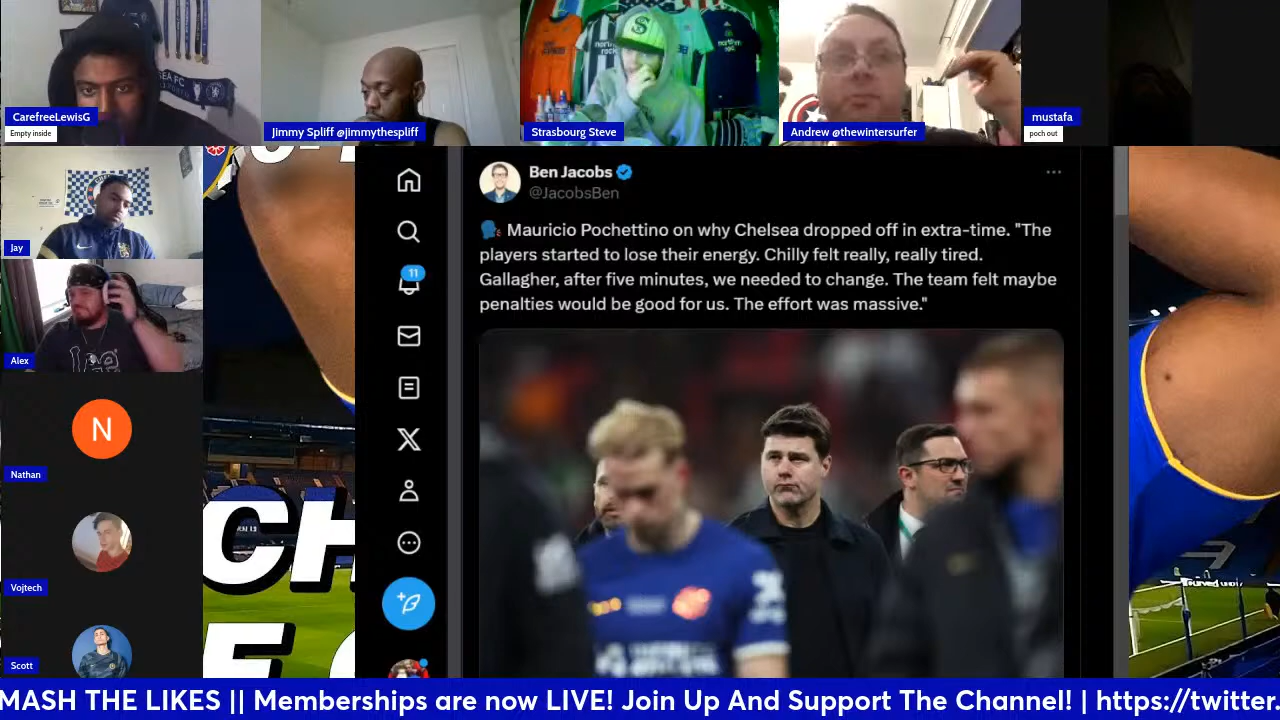 CarefreeLewisG
Empty inside
Jimmy Spliff @jimmythespliff
Strasbourg Steve
Andrew @thewintersurfer
mustafa
poch out
Jay
Alex
N
Nathan
Vojtech
Scott
CH
11
Ben Jacobs
@JacobsBen
Mauricio Pochettino on why Chelsea dropped off in extra-time. "The
players started to lose their energy. Chilly felt really, really tired.
Gallagher, after five minutes, we needed to change. The team felt maybe
penalties would be good for us. The effort was massive."
MASH THE LIKES || Memberships are now LIVE! Join Up And Support The Channel! | https://twitter.